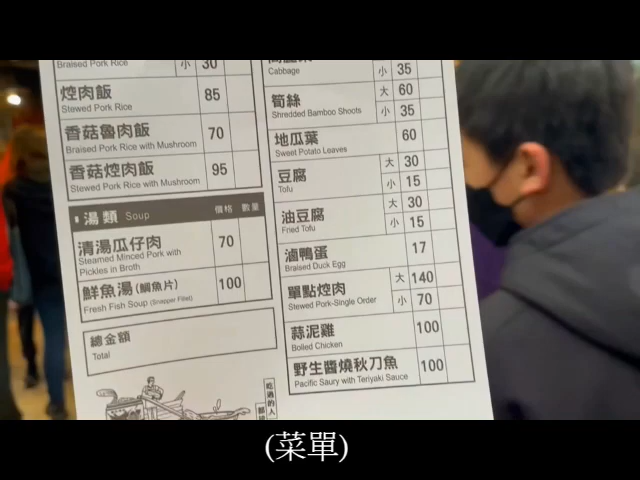 Braised Pork Rice 小 30
焢肉飯 85
Stewed Pork Rice
香菇魯肉飯 70
Braised Pork Rice with Mushroom
香菇焢肉飯 95
Stewed Pork Rice with Mushroom
湯類 Soup 價格 數量
清湯瓜仔肉 70
Steamed Minced Pork with
Pickles in Broth
鮮魚湯(鯛魚片) 100
Fresh Fish Soup (Snapper Fillet)
總金額
Total
吃過的人
Cabbage 小 35
筍絲 大 60
Shredded Bamboo Shoots 小 35
地瓜葉 60
Sweet Potato Leaves
豆腐 大 30
Tofu 小 15
油豆腐 大 30
Fried Tofu 小 15
滷鴨蛋 17
Braised Duck Egg
單點焢肉 大 140
Stewed Pork-Single Order 小 70
蒜泥雞 100
Boiled Chicken
野生醬燒秋刀魚 100
Pacific Saury with Teriyaki Sauce
(菜單)